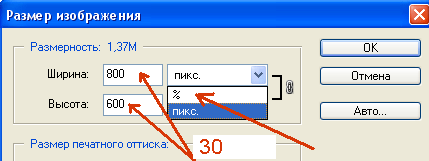 Размер изображения
Размерность: 1,37M
OK
Ширина: 800 пикс.
Отмена
%
Высота: 600 пикс.
Авто...
Размер печатного оттиска: 30